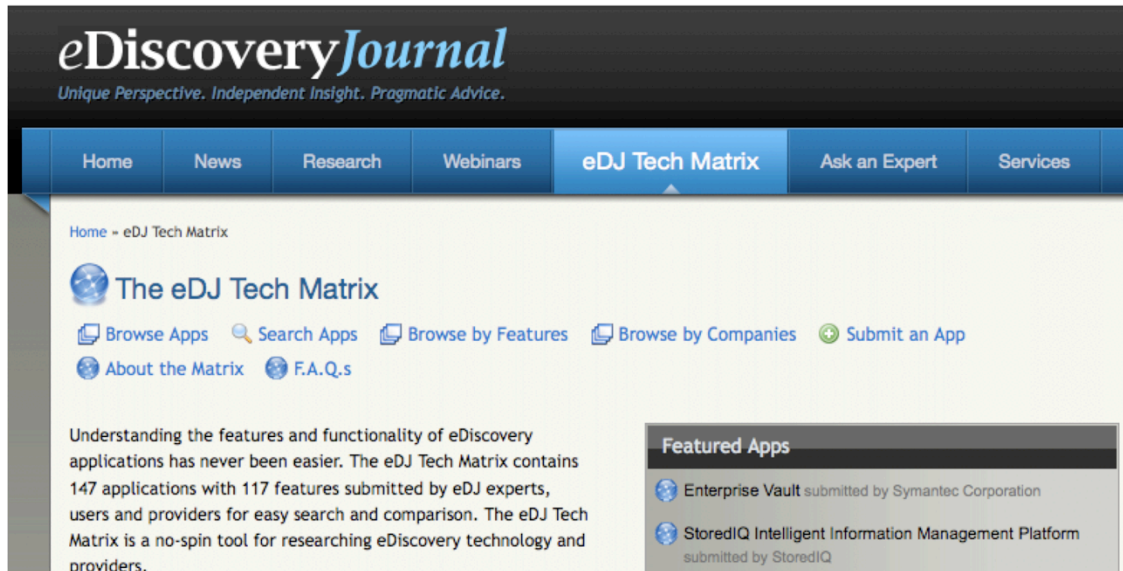 eDiscoveryJournal
Unique Perspective. Independent Insight. Pragmatic Advice.
Home News Research Webinars eDJ Tech Matrix Ask an Expert Services
Home » eDJ Tech Matrix
The eDJ Tech Matrix
Browse Apps Search Apps Browse by Features Browse by Companies Submit an App
About the Matrix F.A.Q.s
Understanding the features and functionality of eDiscovery
applications has never been easier. The eDJ Tech Matrix contains
147 applications with 117 features submitted by eDJ experts,
users and providers for easy search and comparison. The eDJ Tech
Matrix is a no-spin tool for researching eDiscovery technology and
providers.
Featured Apps
Enterprise Vault submitted by Symantec Corporation
StoredIQ Intelligent Information Management Platform
submitted by StoredIQ